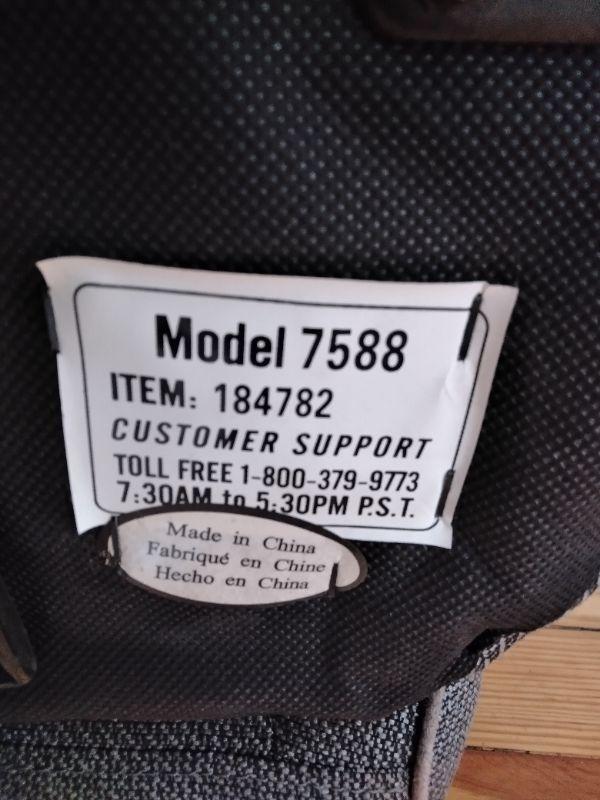 Model 7588
ITEM: 184782
CUSTOMER SUPPORT
TOLL FREE 1-800-379-9773
7:30AM to 5:30PM P.S.T.
Made in China
Fabriqué en Chine
Hecho en China